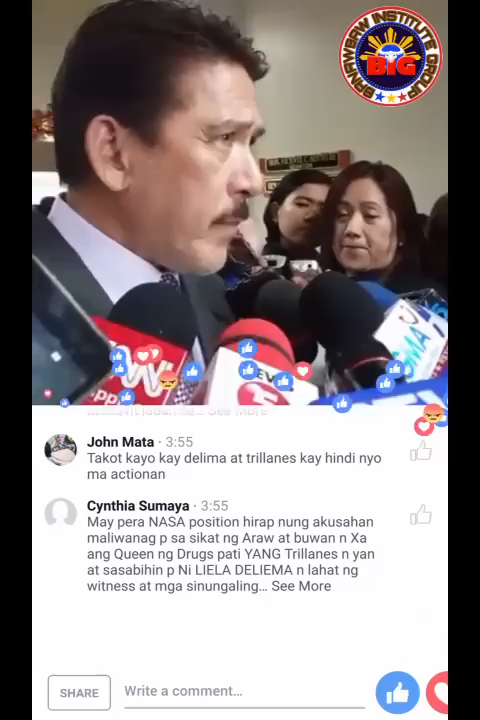 BANAWBAW INSTITUTE GROUP
BIG
GMA
John Mata · 3:55
Takot kayo kay delima at trillanes kay hindi nyo
ma actionan
Cynthia Sumaya · 3:55
May pera NASA position hirap nung akusahan
maliwanag p sa sikat ng Araw at buwan n Xa
ang Queen ng Drugs pati YANG Trillanes n yan
at sasabihin p Ni LIELA DELIEMA n lahat ng
witness at mga sinungaling... See More
SHARE
Write a comment...